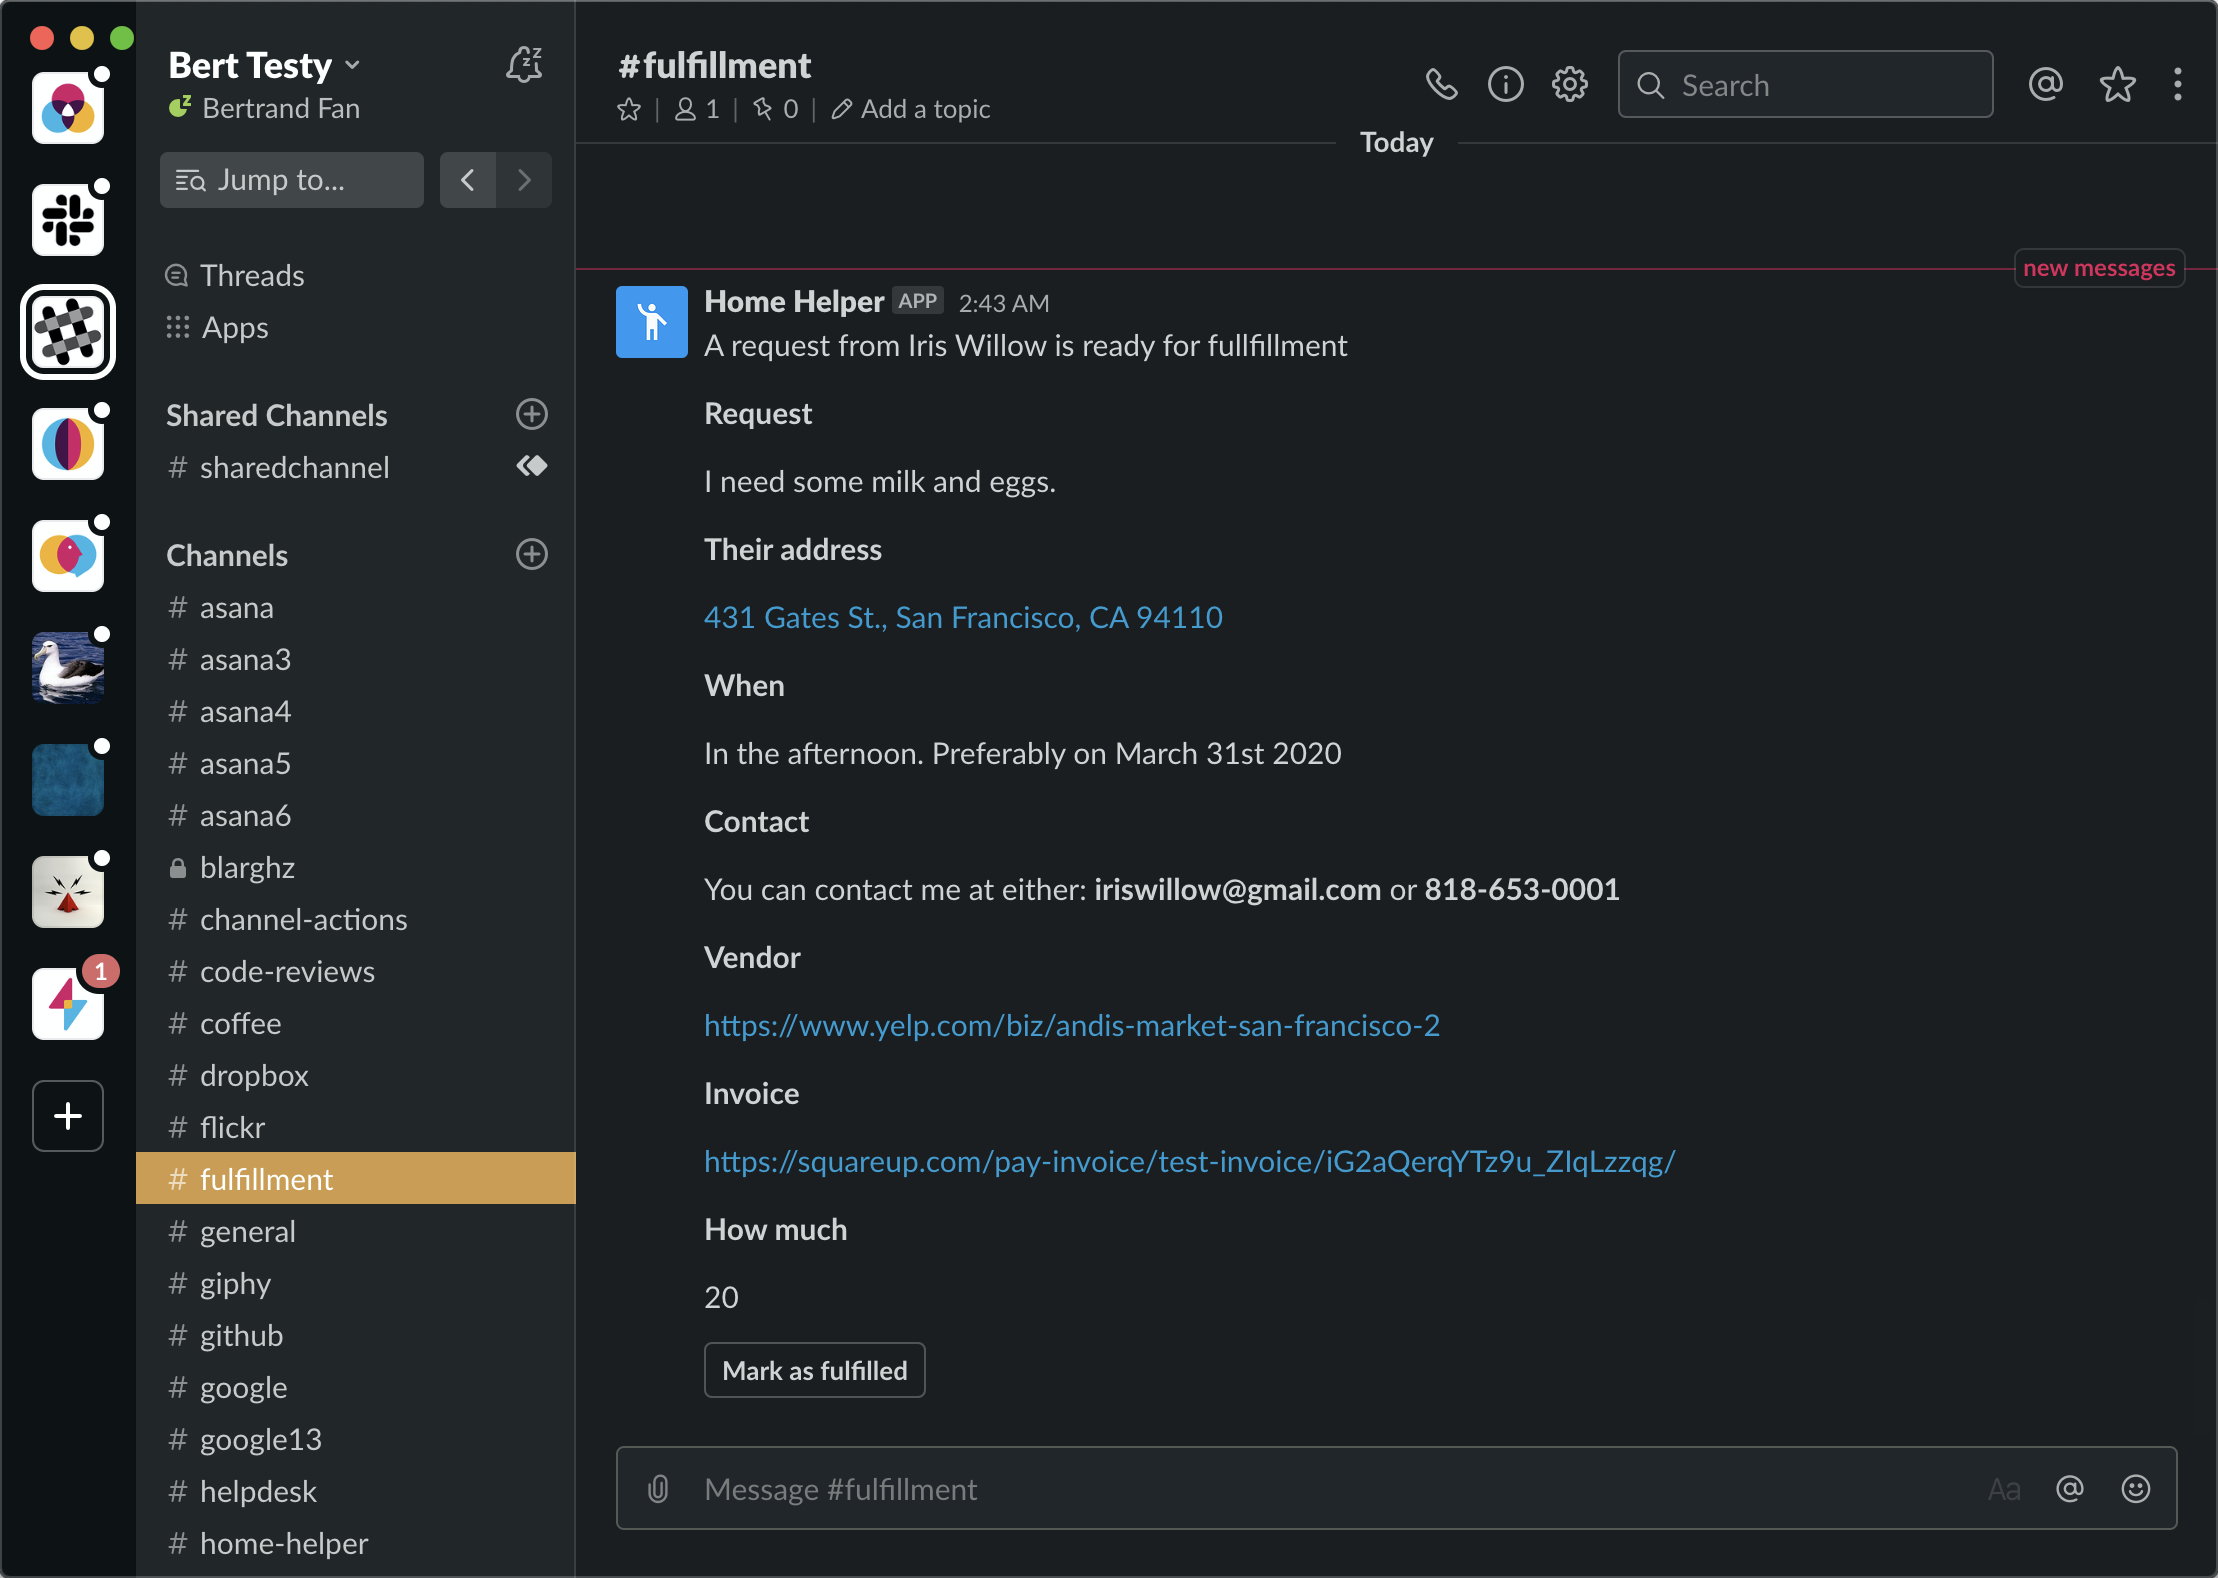 Bert Testy
Bertrand Fan
Jump to...
Threads
Apps
Shared Channels
# sharedchannel
Channels
# asana
# asana3
# asana4
# asana5
# asana6
blarghz
# channel-actions
# code-reviews
# coffee
# dropbox
# flickr
# fulfillment
# general
# giphy
# github
# google
# google13
# helpdesk
# home-helper
1
#fulfillment
1 | 0 | Add a topic
Search
Today
new messages
Home Helper APP 2:43 AM
A request from Iris Willow is ready for fullfillment
Request
I need some milk and eggs.
Their address
431 Gates St., San Francisco, CA 94110
When
In the afternoon. Preferably on March 31st 2020
Contact
You can contact me at either: iriswillow@gmail.com or 818-653-0001
Vendor
https://www.yelp.com/biz/andis-market-san-francisco-2
Invoice
https://squareup.com/pay-invoice/test-invoice/iG2aQerqYTz9u_ZIqLzzqg/
How much
20
Mark as fulfilled
Message #fulfillment
Aa @